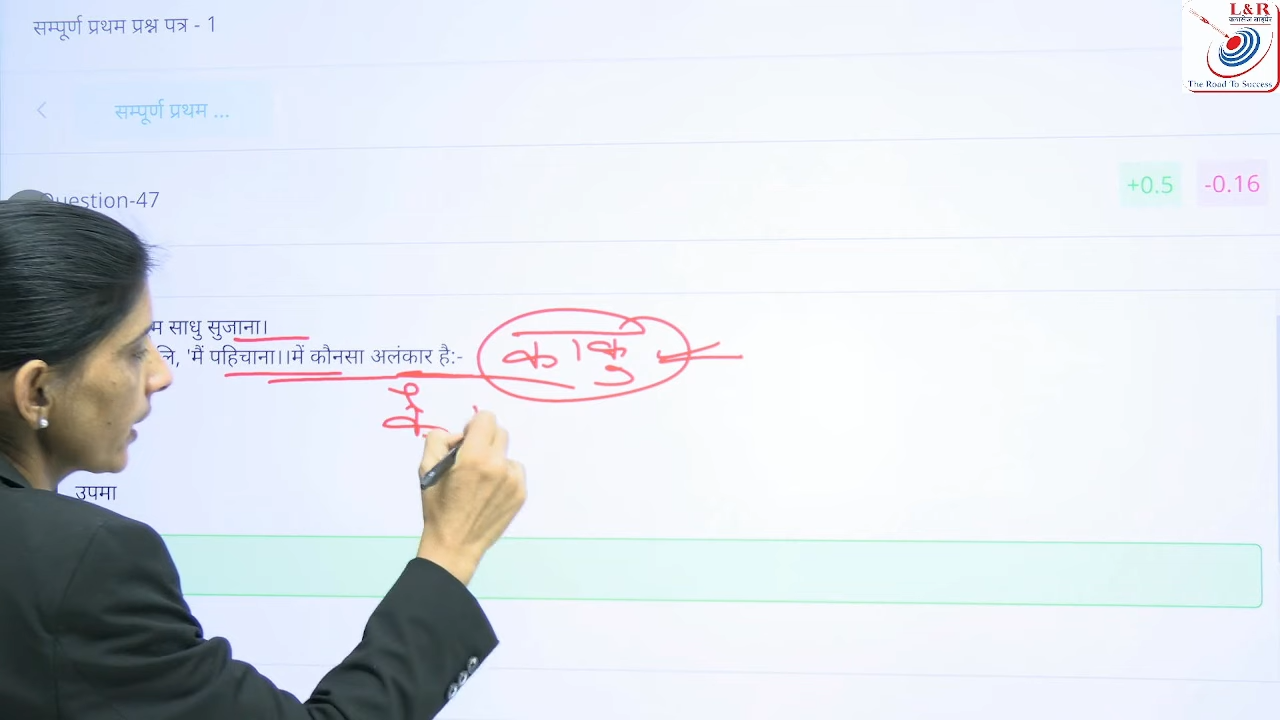 सम्पूर्ण प्रथम प्रश्न पत्र - 1
L&R
The Road To Success
सम्पूर्ण प्रथम ...
Question-47
+0.5
-0.16
साधु सुजाना।
'मैं पहिचाना।।में कौनसा अलंकार है:-
उपमा